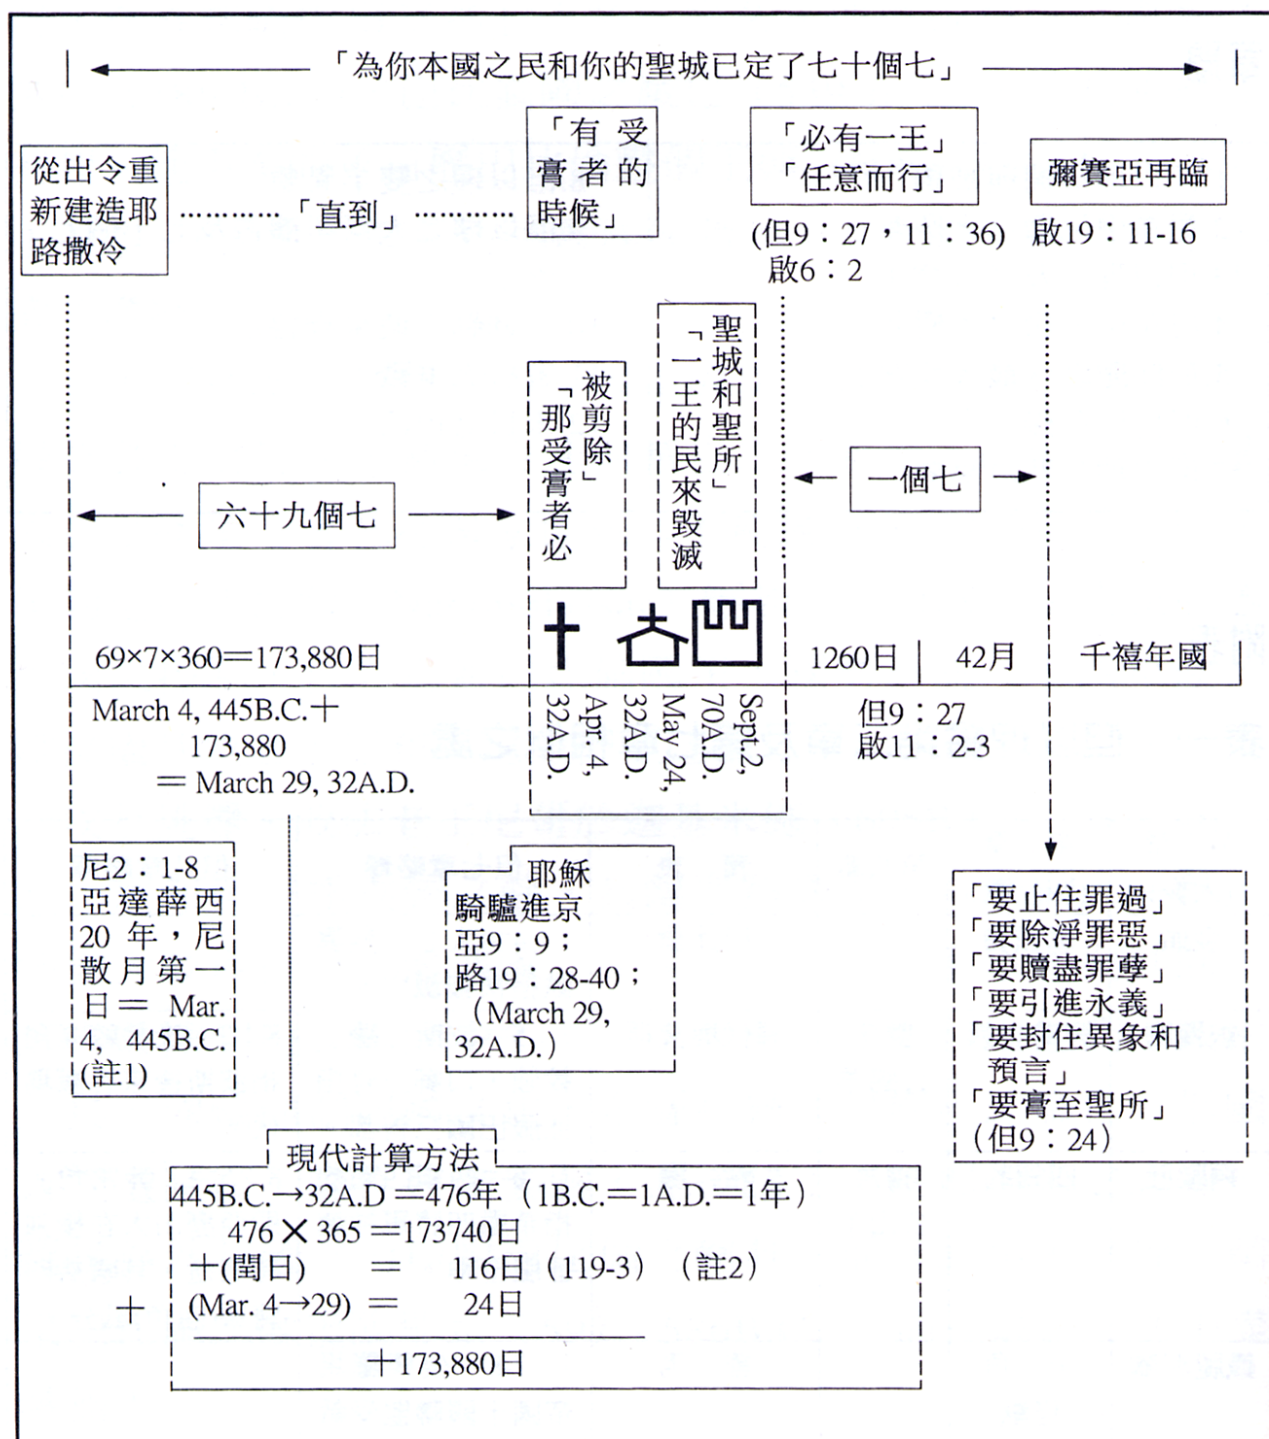 「為你本國之民和你的聖城已定了七十個七」
從出令重
新建造耶
路撒冷
…………「直到」…………
「有受
膏者的
時候」
「必有一王」
「任意而行」
(但9：27，11：36)
啟6：2
彌賽亞再臨
啟19：11-16
六十九個七
「那受膏者必
被剪除」
「一王的民來毀滅
聖城和聖所」
一個七
69×7×360＝173,880日
1260日
42月
千禧年國
March 4, 445B.C.＋
173,880
＝ March 29, 32A.D.
Apr. 4,
32A.D.
May 24,
32A.D.
Sept.2,
70A.D.
但9：27
啟11：2-3
尼2：1-8
亞達薛西
20 年，尼
散月第一
日＝ Mar.
4, 445B.C.
(註1)
耶穌
騎驢進京
亞9：9；
路19：28-40；
（March 29,
32A.D.）
「要止住罪過」
「要除淨罪惡」
「要贖盡罪孽」
「要引進永義」
「要封住異象和
預言」
「要膏至聖所」
（但9：24）
現代計算方法
445B.C.→32A.D＝476年（1B.C.＝1A.D.＝1年）
476×365＝173740日
＋(閏日) ＝ 116日（119-3）（註2）
＋ (Mar. 4→29) ＝ 24日
＋173,880日